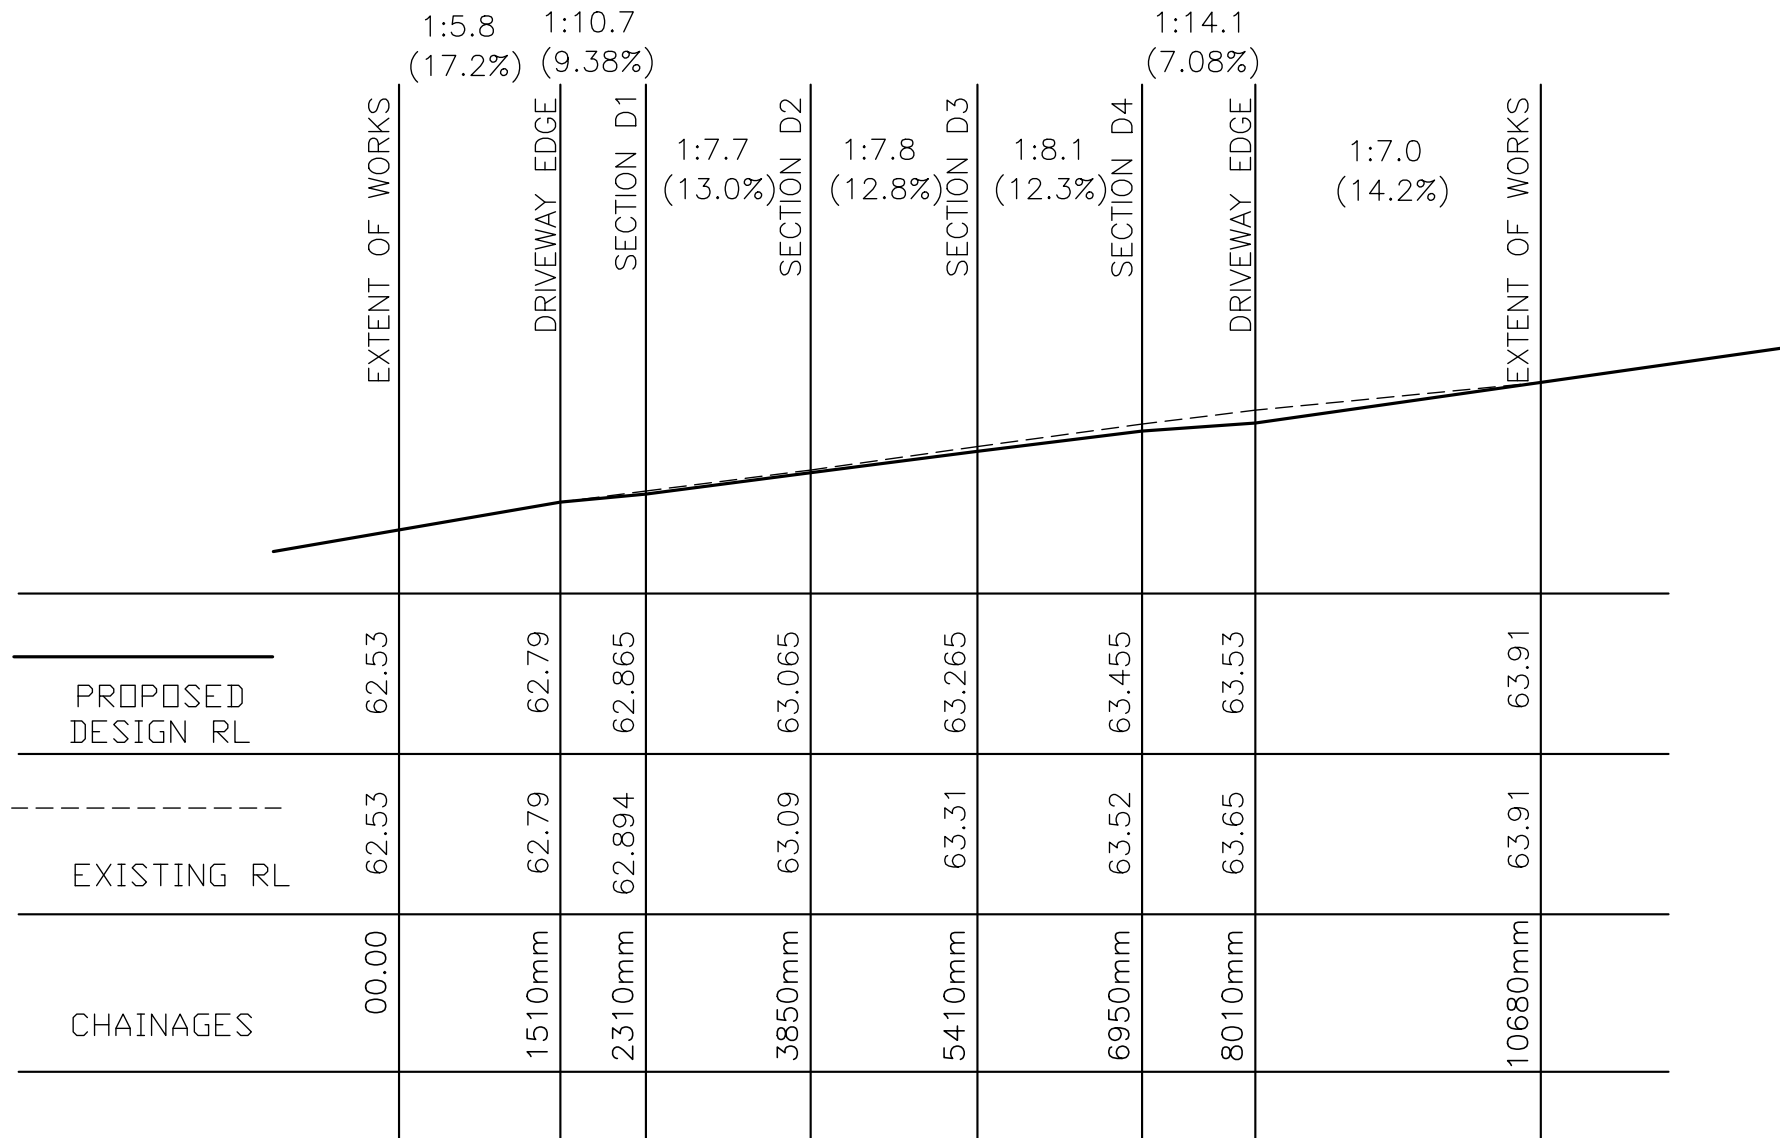 1:5.8
(17.2%)
1:10.7
(9.38%)
1:14.1
(7.08%)
EXTENT OF WORKS
DRIVEWAY EDGE
SECTION D1
1:7.7
(13.0%)
SECTION D2
1:7.8
(12.8%)
SECTION D3
1:8.1
(12.3%)
SECTION D4
DRIVEWAY EDGE
1:7.0
(14.2%)
EXTENT OF WORKS
PROPOSED
DESIGN RL
62.53
62.79
62.865
63.065
63.265
63.455
63.53
63.91
EXISTING RL
62.53
62.79
62.894
63.09
63.31
63.52
63.65
63.91
CHAINAGES
00.00
1510mm
2310mm
3850mm
5410mm
6950mm
8010mm
10680mm